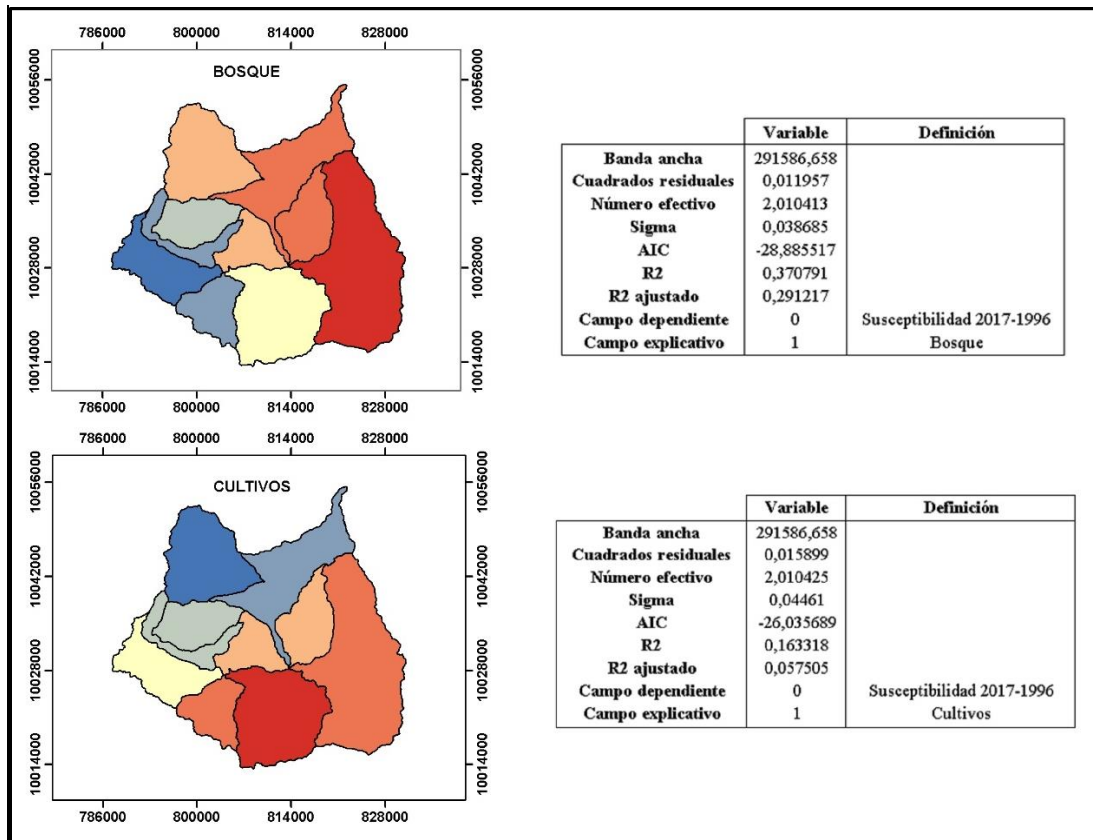 786000 800000 814000 828000
BOSQUE
10056000
10042000
10028000
10014000
10056000
10042000
10028000
10014000
786000 800000 814000 828000
Variable Definición
Banda ancha 291586,658
Cuadrados residuales 0,011957
Número efectivo 2,010413
Sigma 0,038685
AIC -28,885517
R2 0,370791
R2 ajustado 0,291217
Campo dependiente 0 Susceptibilidad 2017-1996
Campo explicativo 1 Bosque
786000 800000 814000 828000
CULTIVOS
10056000
10042000
10028000
10014000
10056000
10042000
10028000
10014000
786000 800000 814000 828000
Variable Definición
Banda ancha 291586,658
Cuadrados residuales 0,015899
Número efectivo 2,010425
Sigma 0,04461
AIC -26,035689
R2 0,163318
R2 ajustado 0,057505
Campo dependiente 0 Susceptibilidad 2017-1996
Campo explicativo 1 Cultivos